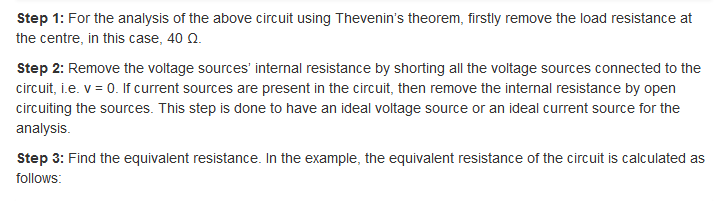 Step 1: For the analysis of the above circuit using Thevenin's theorem, firstly remove the load resistance at
the centre, in this case, 40 Ω.
Step 2: Remove the voltage sources' internal resistance by shorting all the voltage sources connected to the
circuit, i.e. v = 0. If current sources are present in the circuit, then remove the internal resistance by open
circuiting the sources. This step is done to have an ideal voltage source or an ideal current source for the
analysis.
Step 3: Find the equivalent resistance. In the example, the equivalent resistance of the circuit is calculated as
follows: